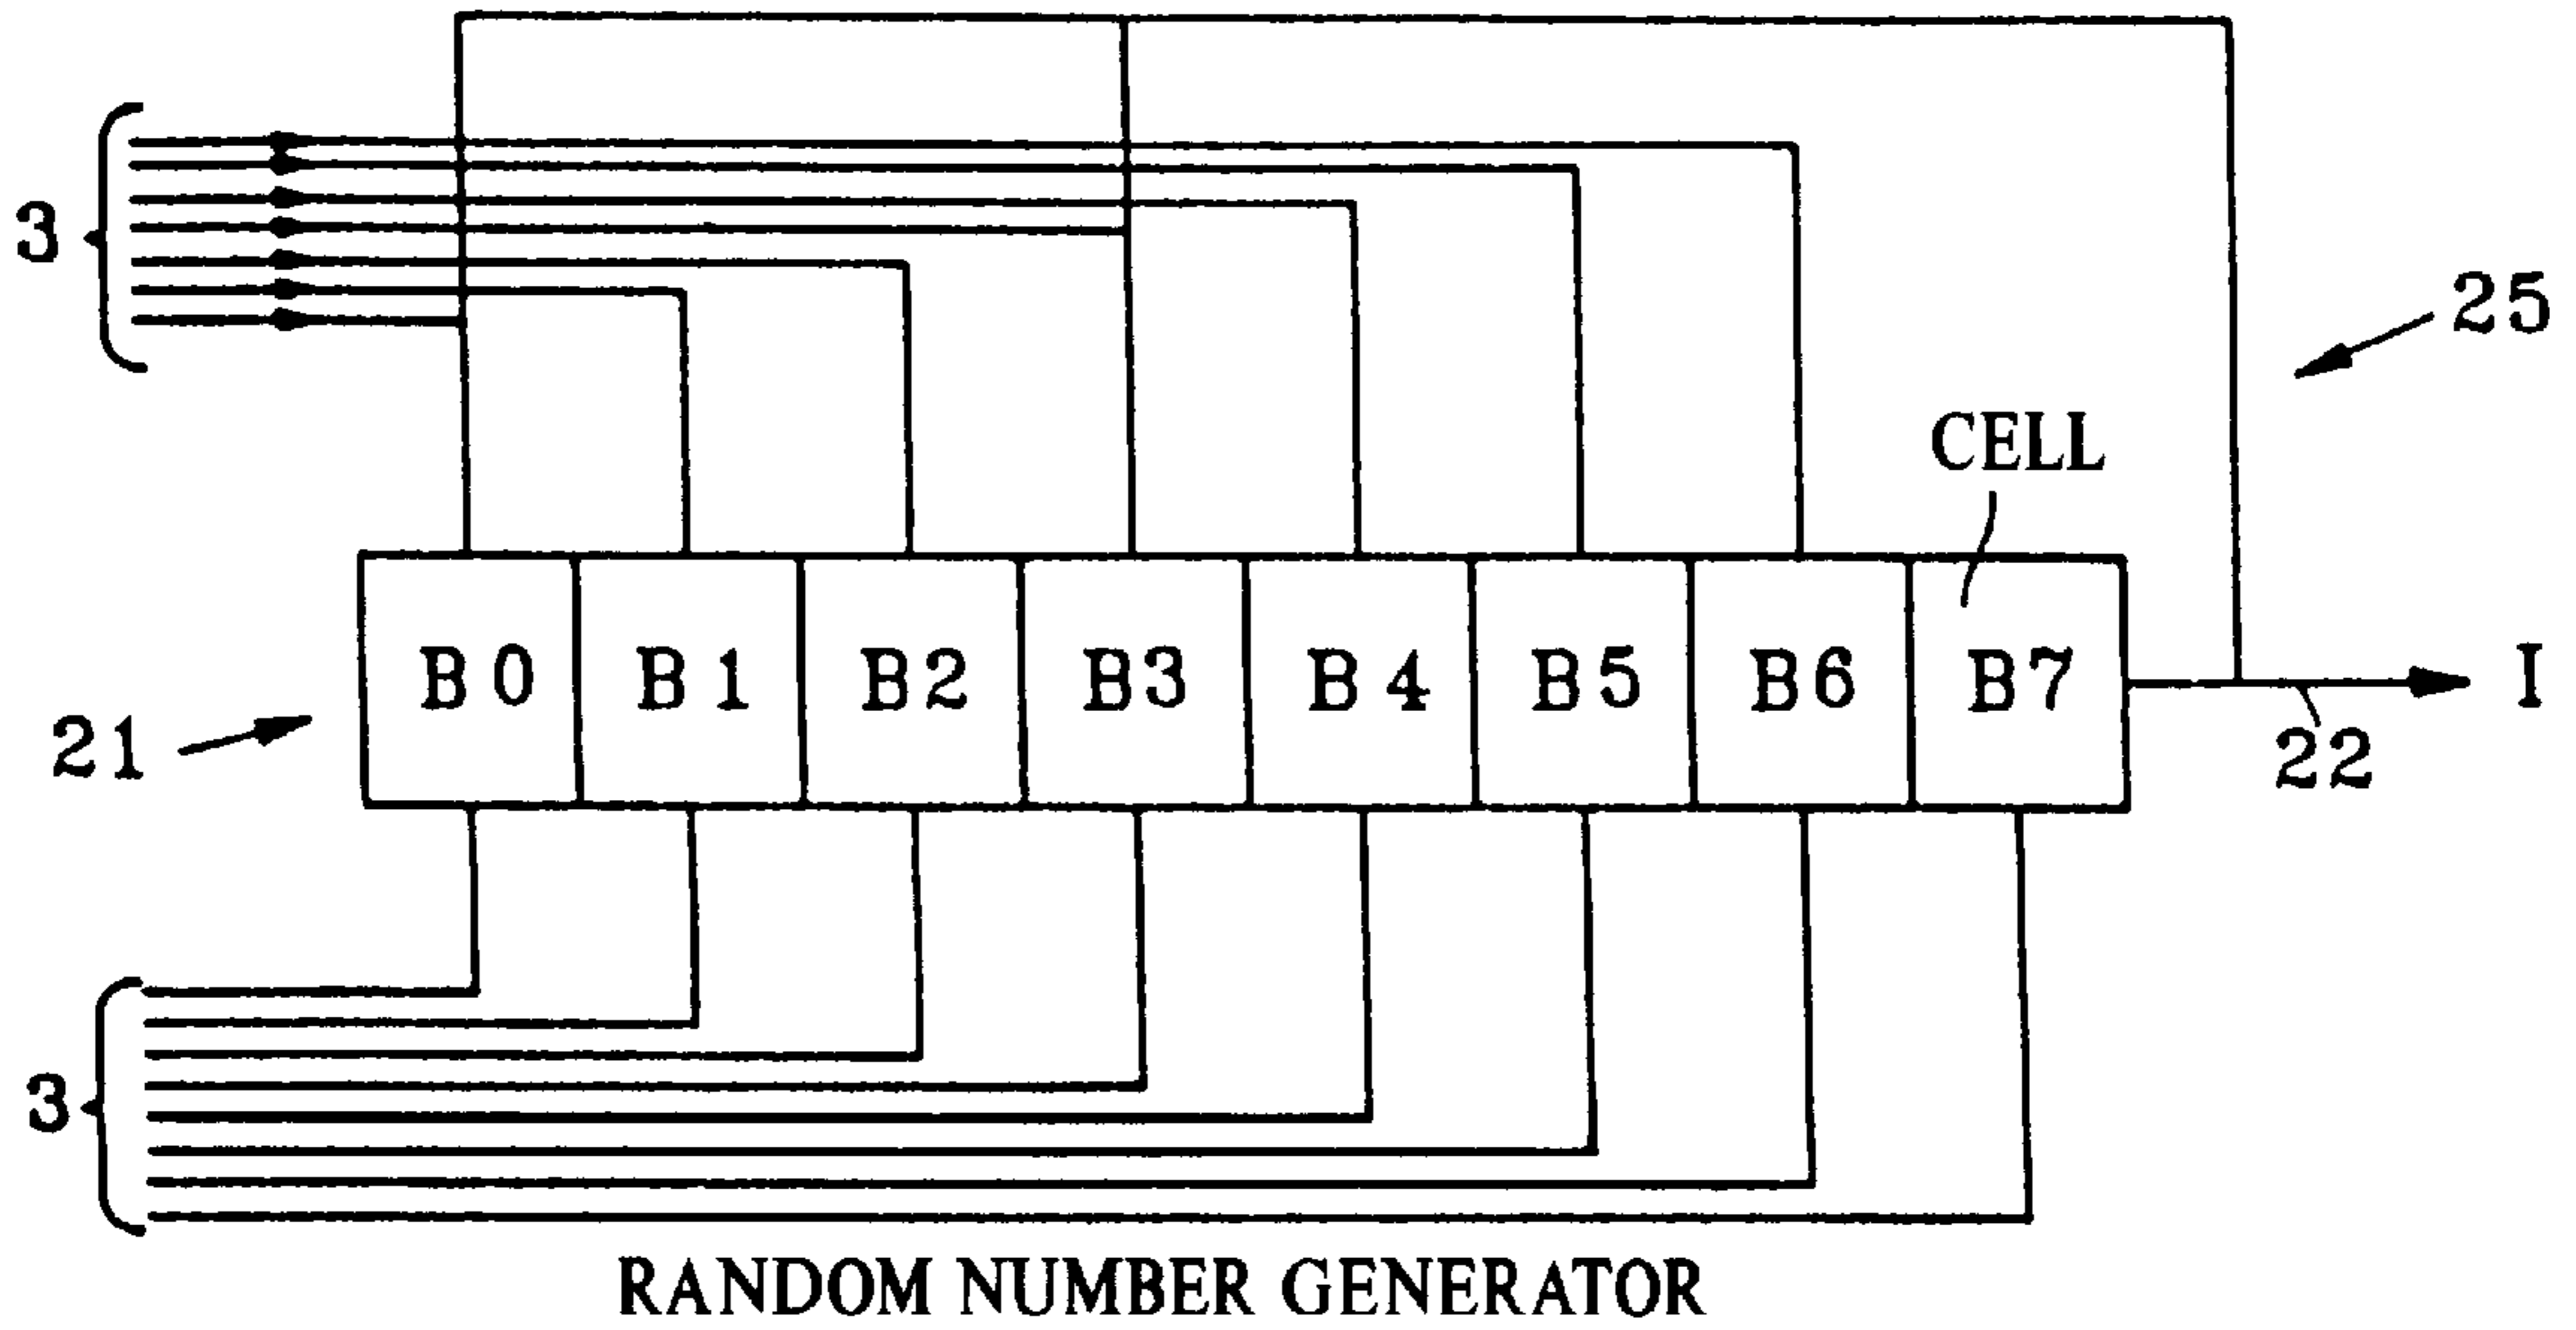 3
25
CELL
B0 B1 B2 B3 B4 B5 B6 B7
I
21
22
3
RANDOM NUMBER GENERATOR